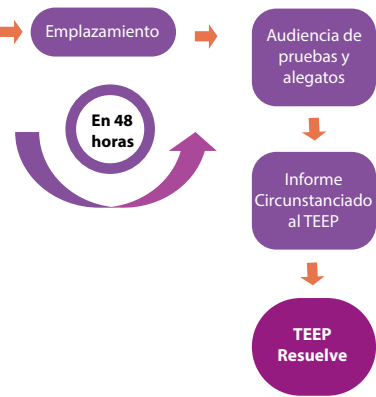 Emplazamiento
Audiencia de
pruebas y
alegatos
En 48
horas
Informe
Circunstanciado
al TEEP
TEEP
Resuelve